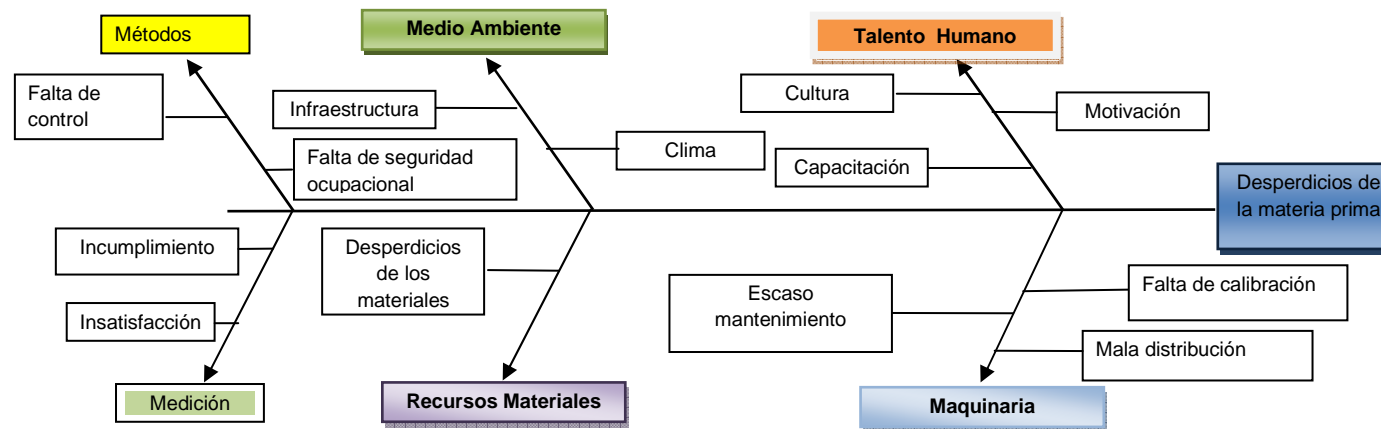 Métodos
Medio Ambiente
Talento Humano
Falta de
control
Infraestructura
Cultura
Motivación
Falta de seguridad
ocupacional
Clima
Capacitación
Desperdicios de
la materia prima
Incumplimiento
Desperdicios
de los
materiales
Escaso
mantenimiento
Falta de calibración
Insatisfacción
Mala distribución
Medición
Recursos Materiales
Maquinaria